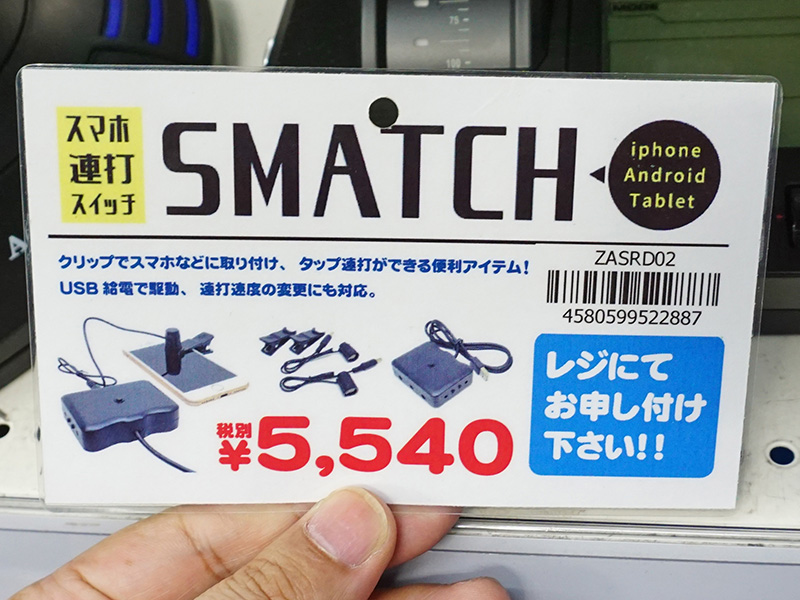 MODE
75
100
スマホ
連打
スイッチ
SMATCH
iphone
Android
Tablet
クリップでスマホなどに取り付け、タップ連打ができる便利アイテム!
USB給電で駆動、連打速度の変更にも対応。
ZASRD02
4580599522887
税別
¥5,540
レジにて
お申し付け
下さい!!